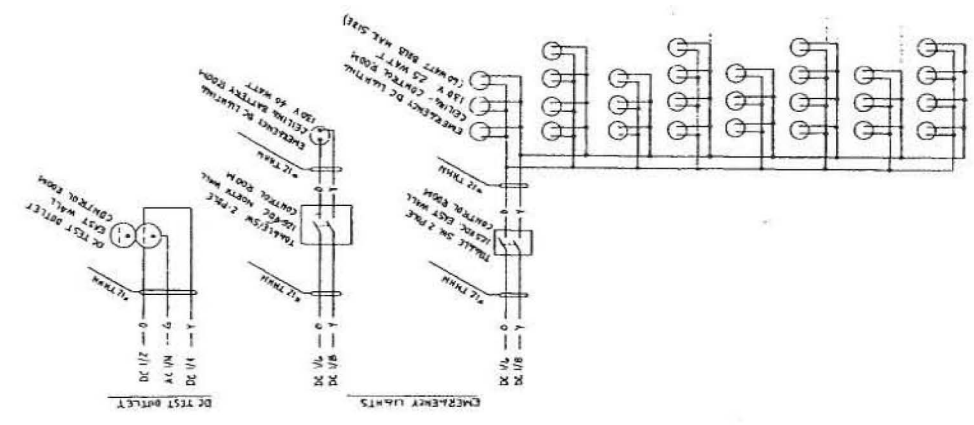 DC TEST OUTLET
EMERGENCY LIGHTS
DC 1/2 — O
AC 1/N — G
DC 1/4 — Y
#12 THHN
DC TEST OUTLET
EAST WALL
CONTROL ROOM
DC 1/6 — O
DC 1/8 — Y
#12 THHN
TOGGLE/SW 2-POLE
125VDC NORTH WALL
CONTROL ROOM
O
Y
#12 THHN
EMERGENCY DC LIGHTING
CEILING BATTERY ROOM
130V 40 WATT
DC 1/6 — O
DC 1/8 — Y
#12 THHN
TOGGLE SW. 2 POLE
125VDC EAST WALL
CONTROL ROOM
O
Y
#12 THHN
EMERGENCY DC LIGHTING
CEILING - CONTROL ROOM
130 V 25 WATT
(60 WATT BULB MAX SIZE)